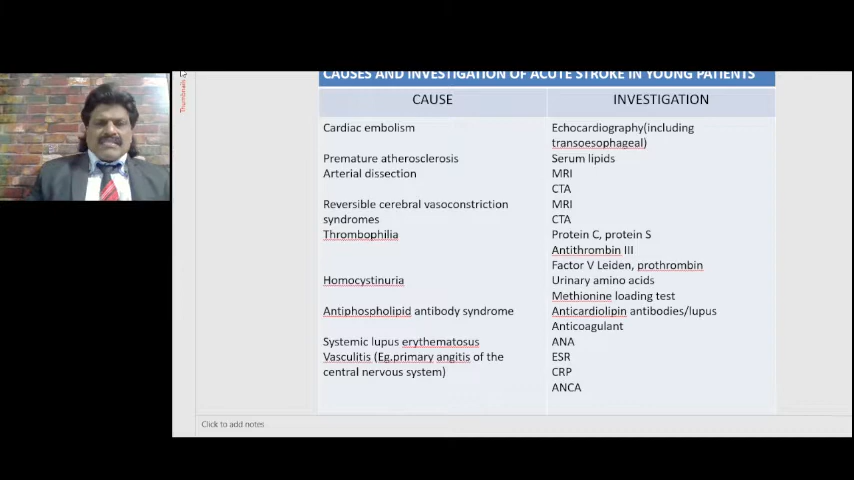 Thumbnails
CAUSES AND INVESTIGATION OF ACUTE STROKE IN YOUNG PATIENTS
CAUSE INVESTIGATION
Cardiac embolism Echocardiography(including
transoesophageal)
Premature atherosclerosis Serum lipids
Arterial dissection MRI
CTA
Reversible cerebral vasoconstriction MRI
syndromes CTA
Thrombophilia Protein C, protein S
Antithrombin III
Factor V Leiden, prothrombin
Homocystinuria Urinary amino acids
Methionine loading test
Antiphospholipid antibody syndrome Anticardiolipin antibodies/lupus
Anticoagulant
Systemic lupus erythematosus ANA
Vasculitis (Eg.primary angitis of the ESR
central nervous system) CRP
ANCA
Click to add notes